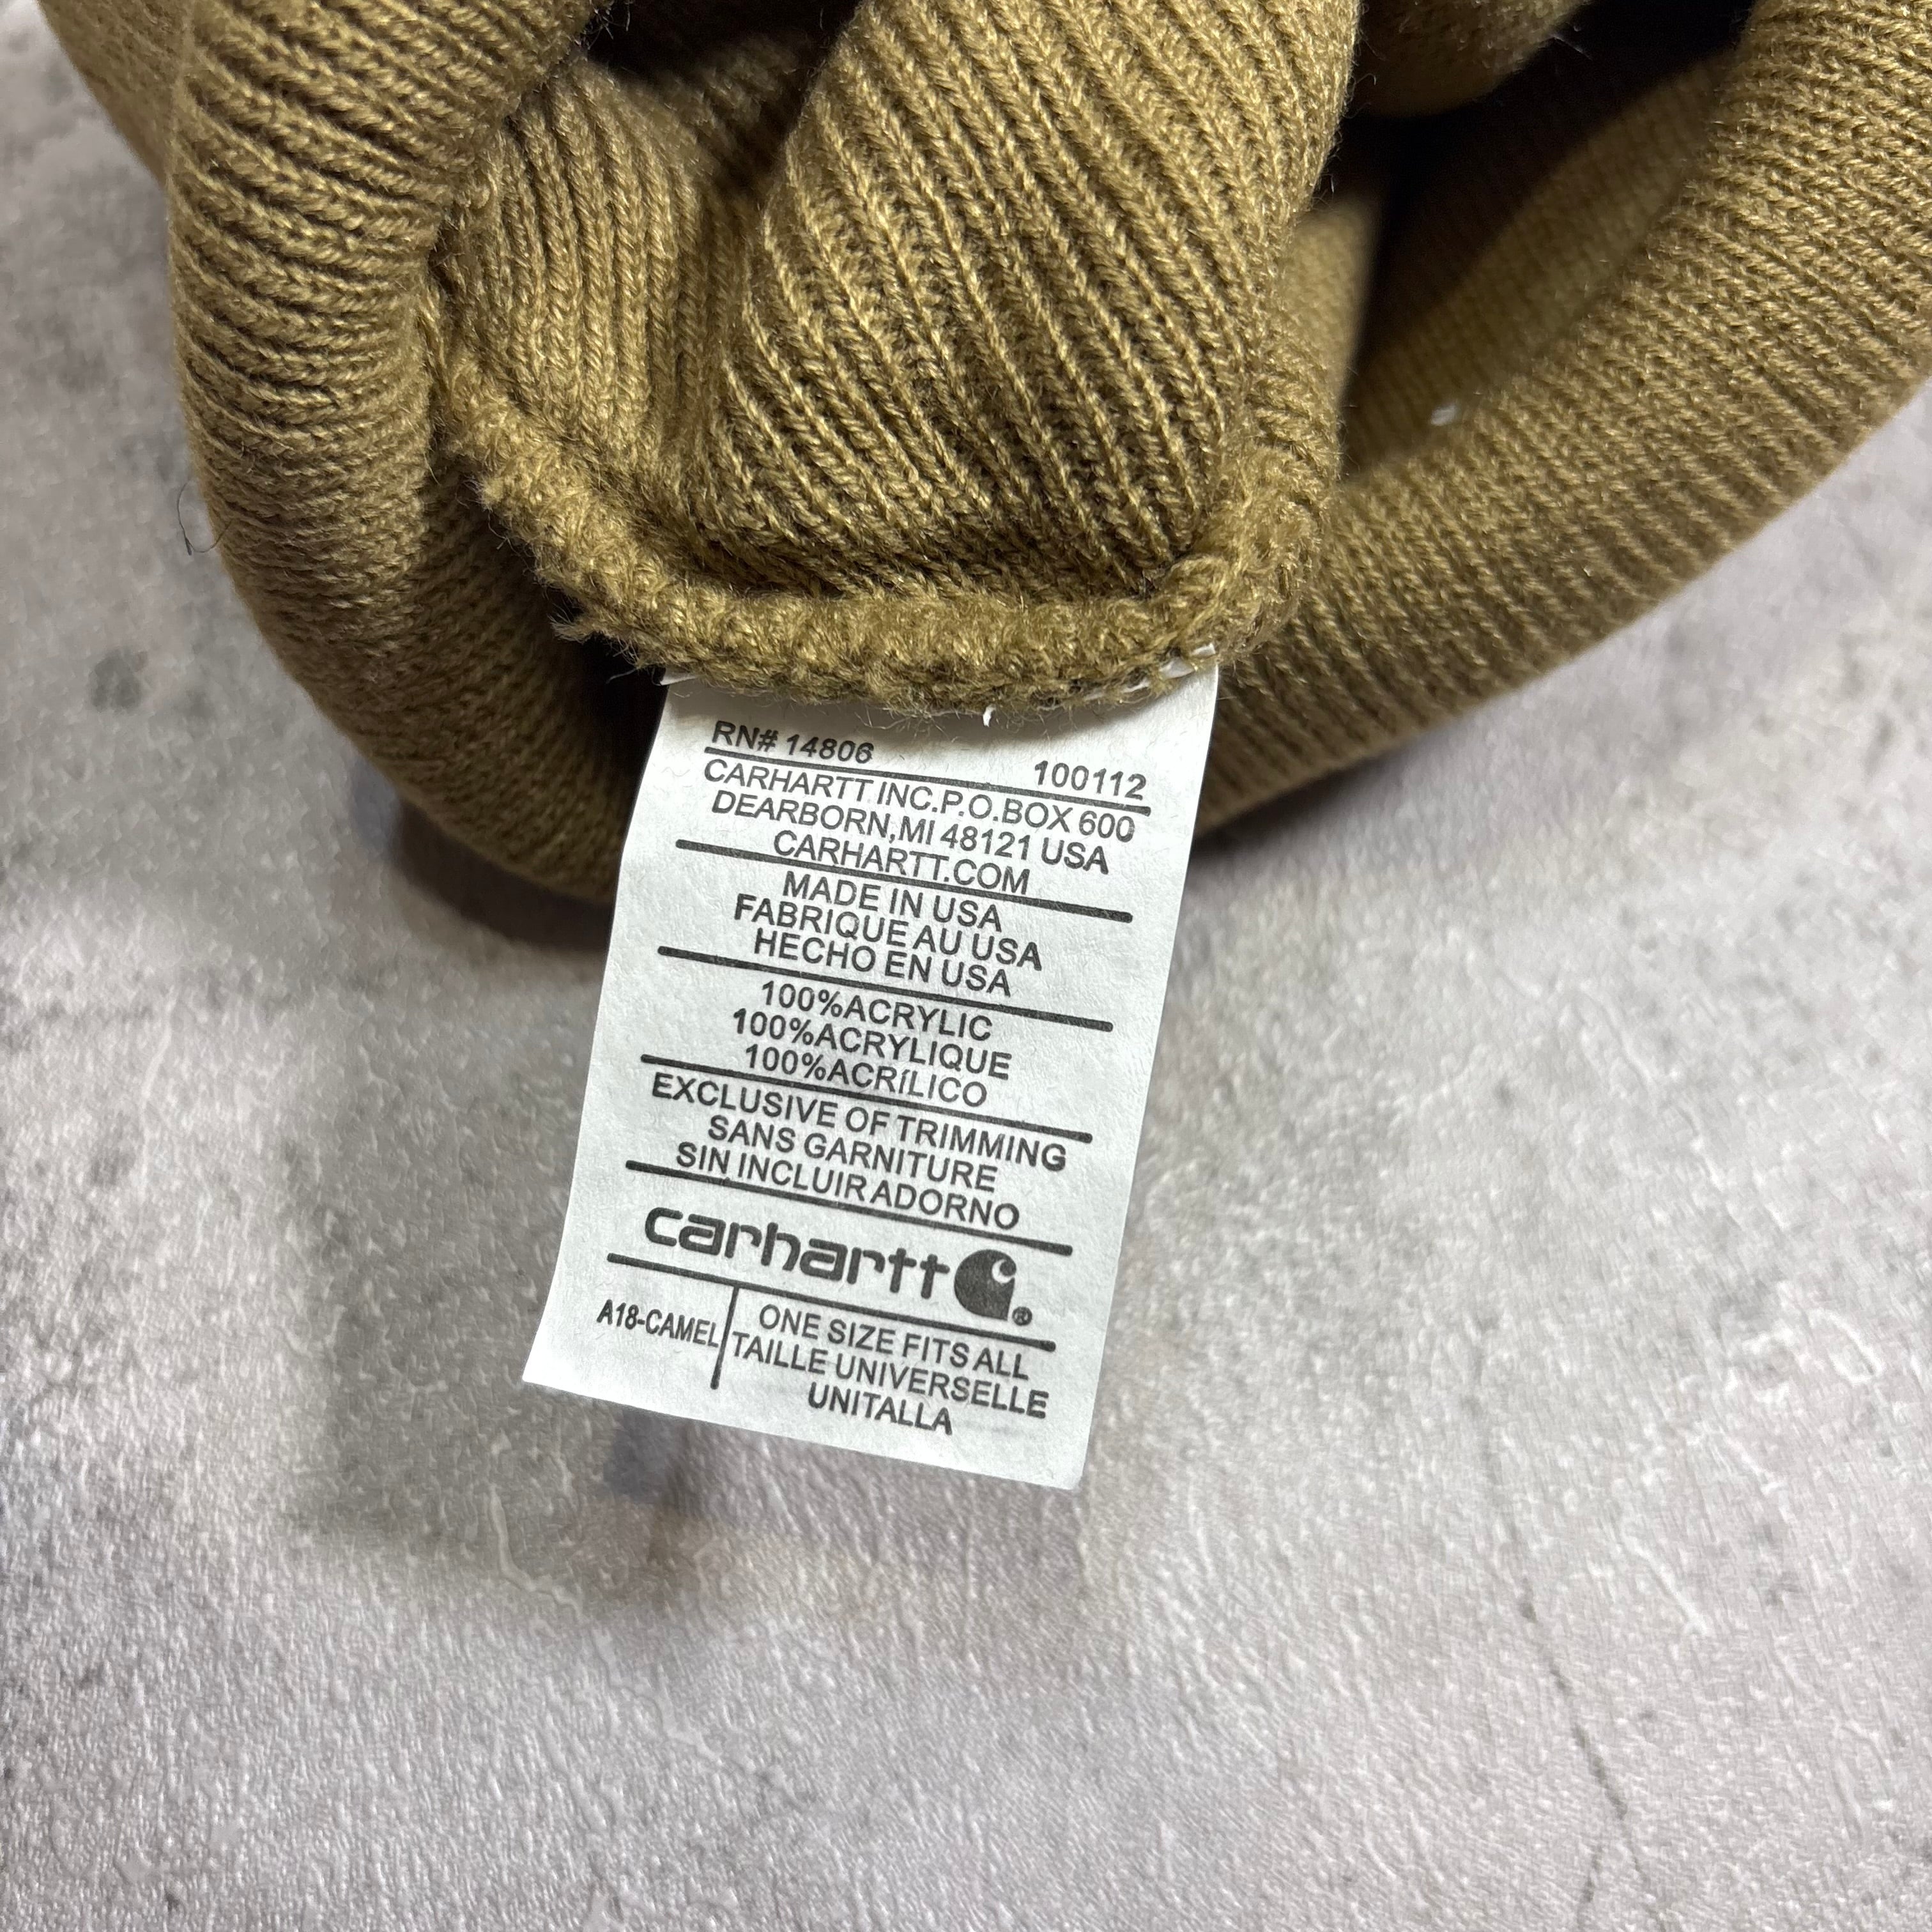 RN# 14806 100112
CARHARTT INC.P.O.BOX 600
DEARBORN,MI 48121 USA
CARHARTT.COM
MADE IN USA
FABRIQUE AU USA
HECHO EN USA
100%ACRYLIC
100%ACRYLIQUE
100%ACRÍLICO
EXCLUSIVE OF TRIMMING
SANS GARNITURE
SIN INCLUIR ADORNO
carhartt ®
A18-CAMEL
ONE SIZE FITS ALL
TAILLE UNIVERSELLE
UNITALLA